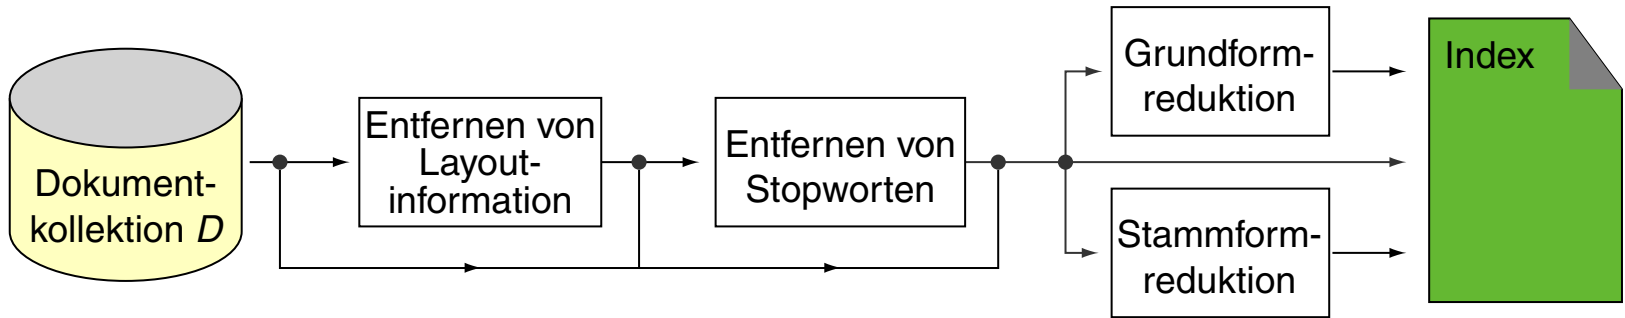 Dokument-
kollektion D
Entfernen von
Layout-
information
Entfernen von
Stopworten
Grundform-
reduktion
Stammform-
reduktion
Index